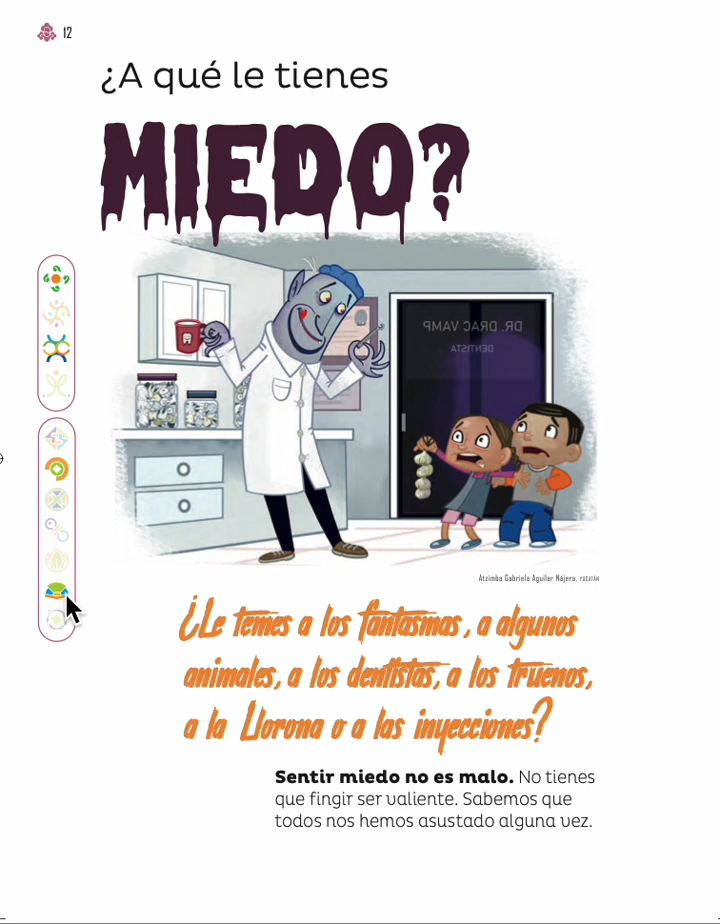 12
¿A qué le tienes
MIEDO?
DR. DRAC VAMP
DENTISTA
Atzimba Gabriela Aguilar Nájera, YUCATÁN
¿Le temes a los fantasmas, a algunos
animales, a los dentistas, a los truenos,
a la Llorona o a las inyecciones?
Sentir miedo no es malo. No tienes
que fingir ser valiente. Sabemos que
todos nos hemos asustado alguna vez.